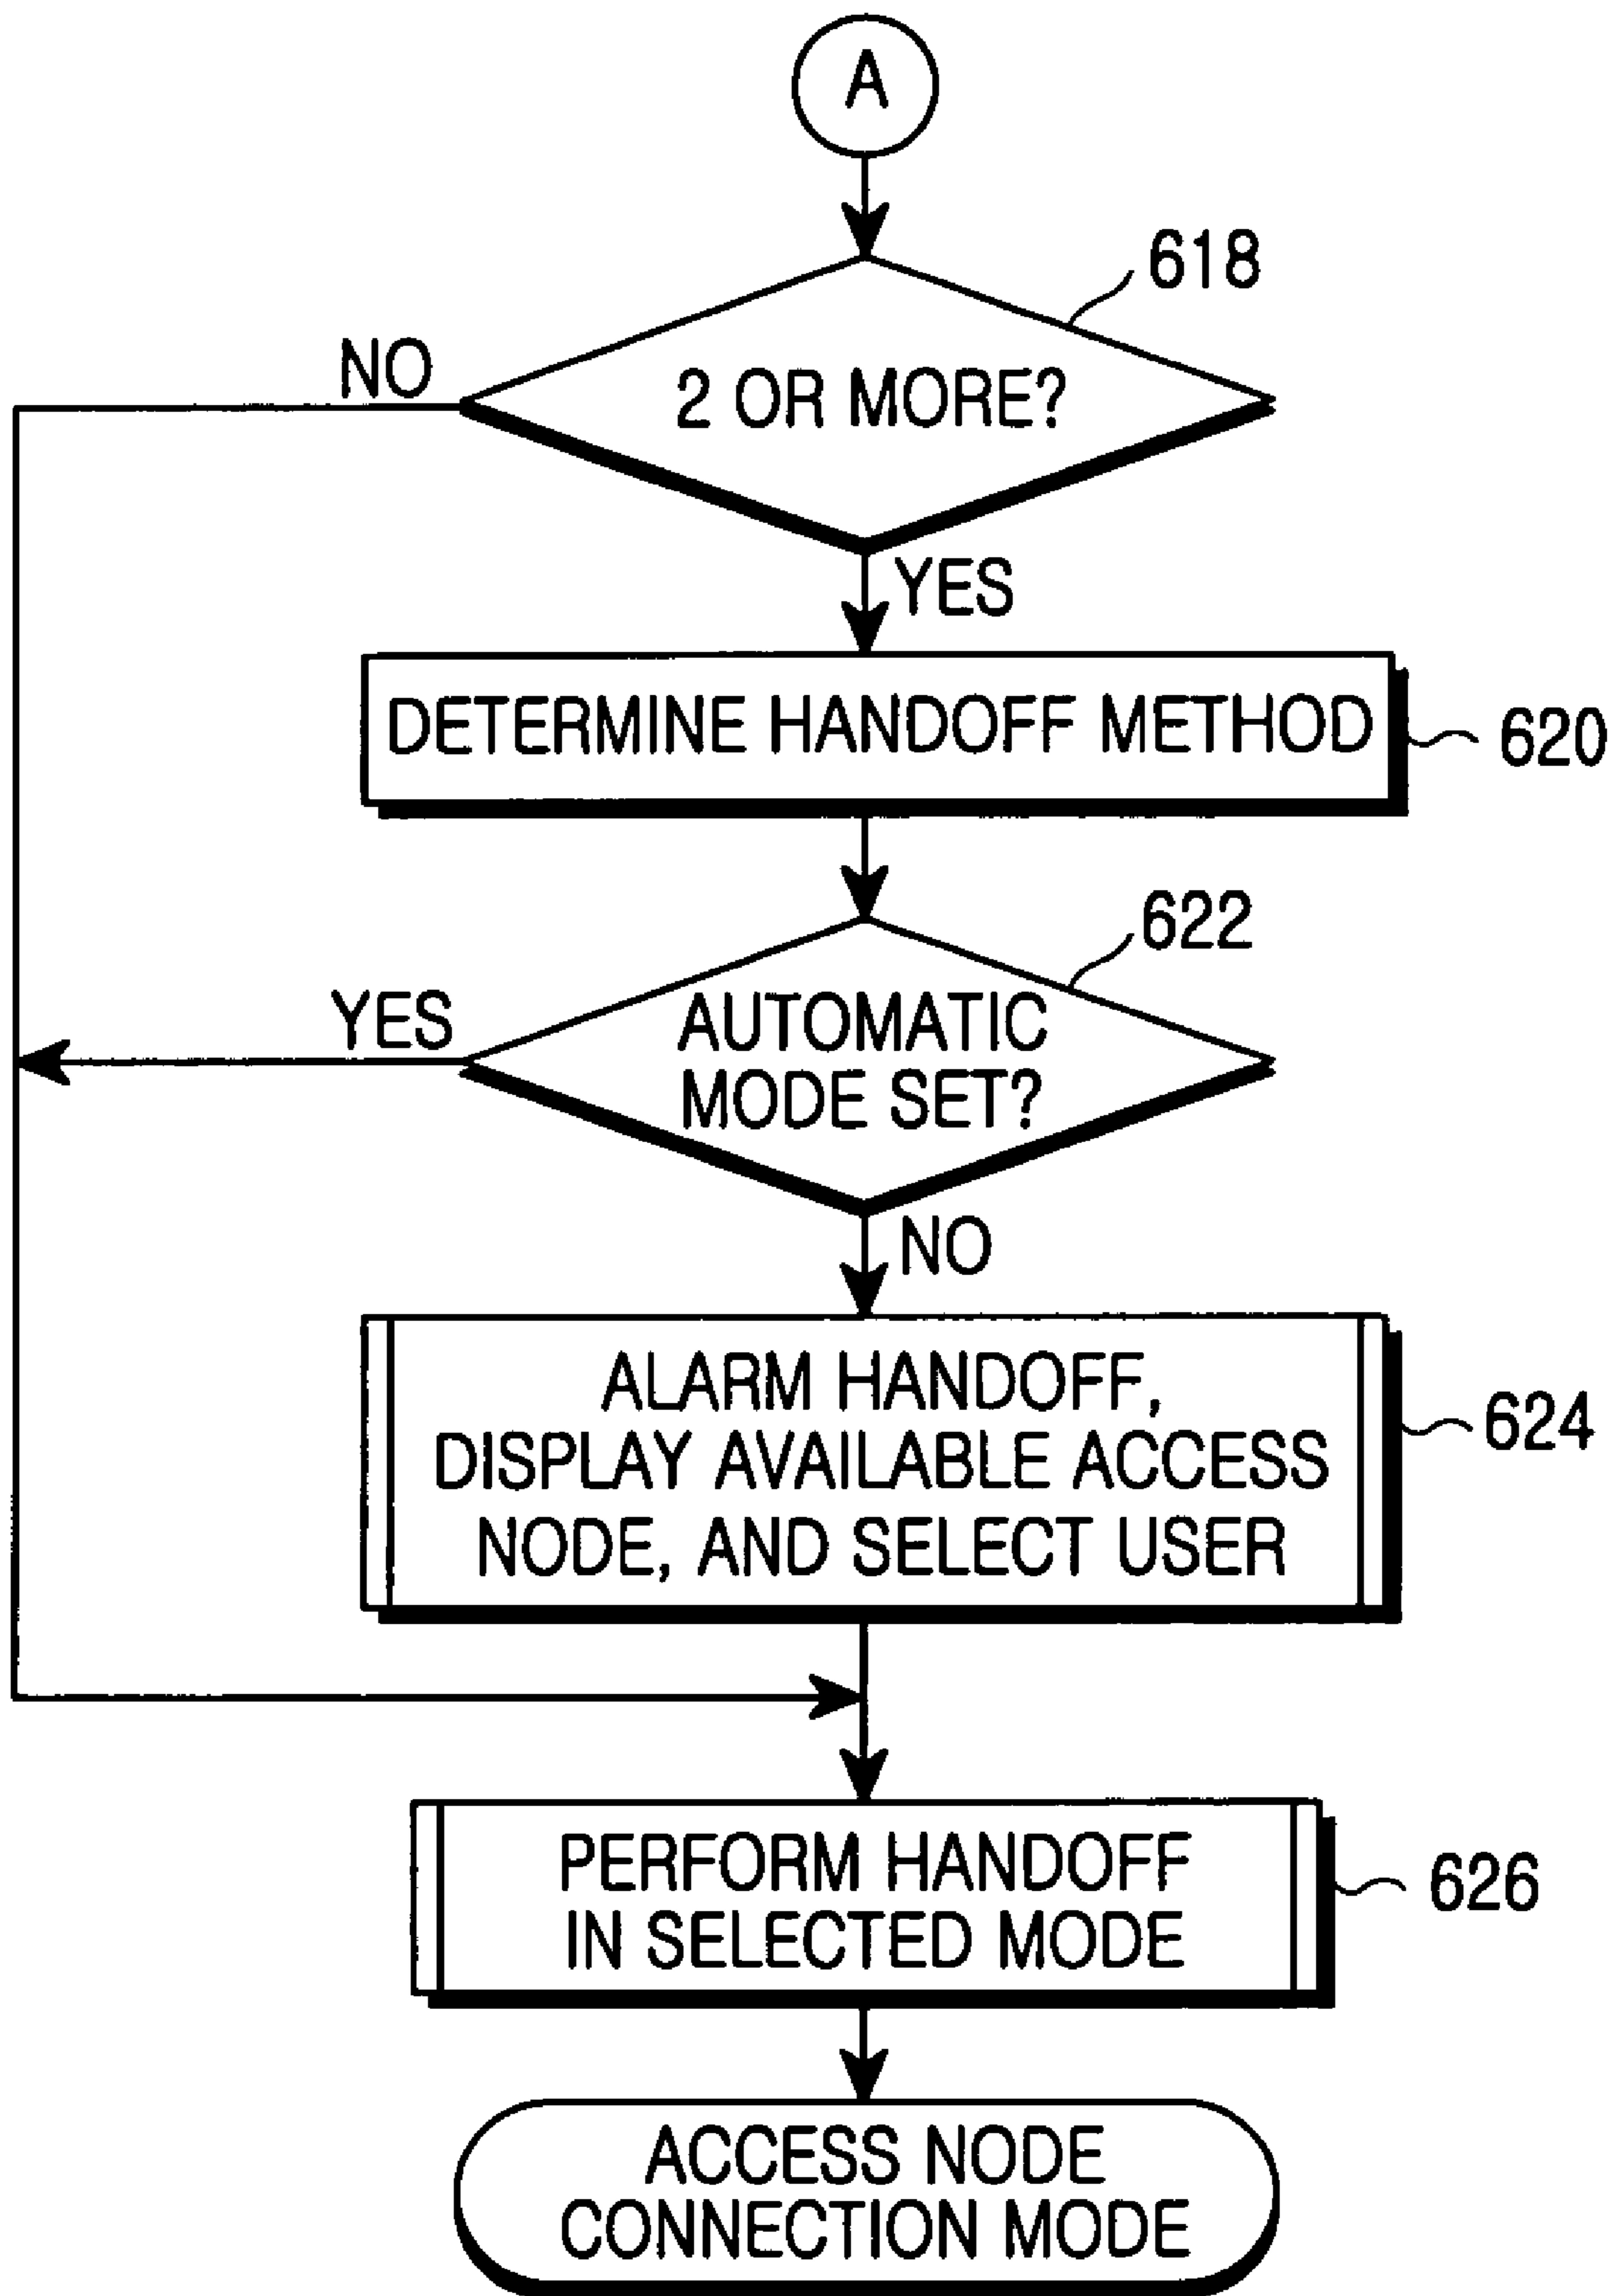 A
618
NO
2 OR MORE?
YES
DETERMINE HANDOFF METHOD
620
622
YES
AUTOMATIC
MODE SET?
NO
ALARM HANDOFF,
DISPLAY AVAILABLE ACCESS
NODE, AND SELECT USER
624
PERFORM HANDOFF
IN SELECTED MODE
626
ACCESS NODE
CONNECTION MODE